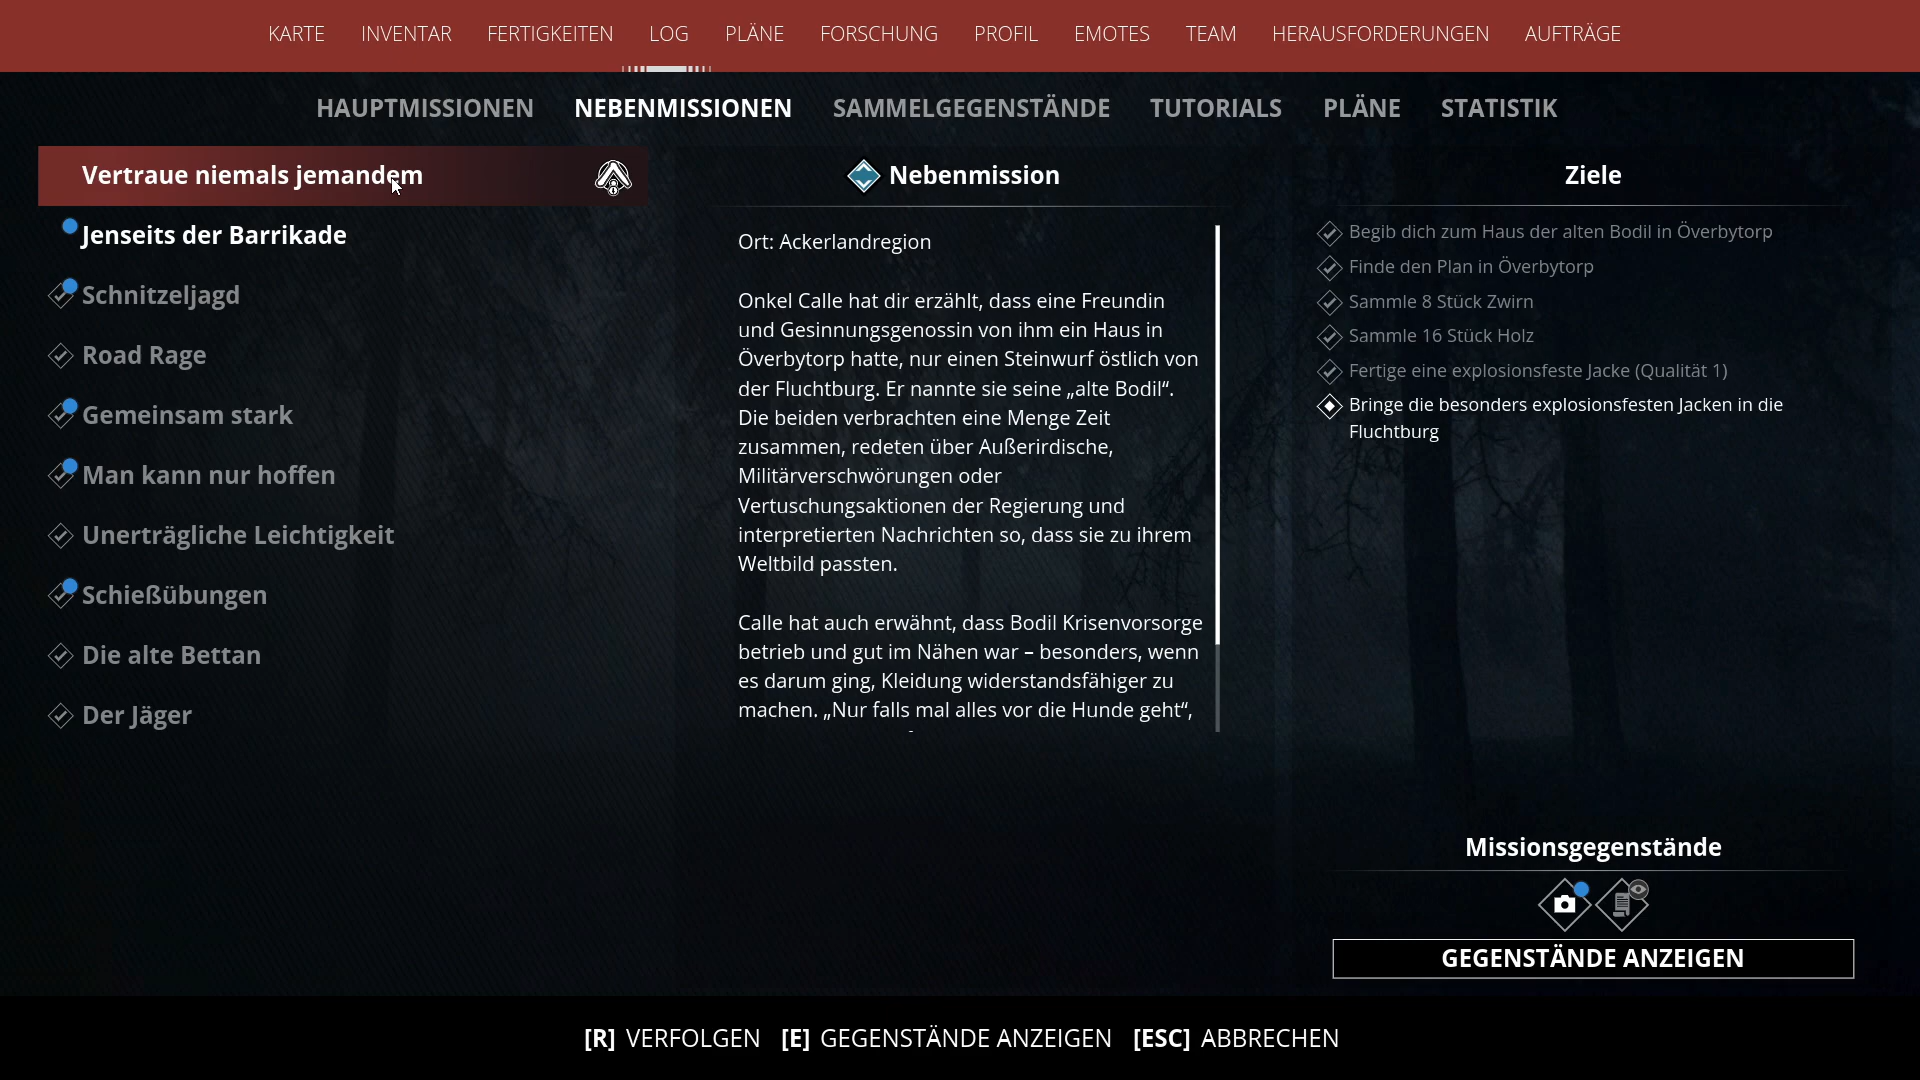 KARTE INVENTAR FERTIGKEITEN LOG PLÄNE FORSCHUNG PROFIL EMOTES TEAM HERAUSFORDERUNGEN AUFTRÄGE
HAUPTMISSIONEN NEBENMISSIONEN SAMMELGEGENSTÄNDE TUTORIALS PLÄNE STATISTIK
Vertraue niemals jemandem
Jenseits der Barrikade
Schnitzeljagd
Road Rage
Gemeinsam stark
Man kann nur hoffen
Unerträgliche Leichtigkeit
Schießübungen
Die alte Bettan
Der Jäger
Nebenmission
Ort: Ackerlandregion
Onkel Calle hat dir erzählt, dass eine Freundin
und Gesinnungsgenossin von ihm ein Haus in
Överbytorp hatte, nur einen Steinwurf östlich von
der Fluchtburg. Er nannte sie seine „alte Bodil“.
Die beiden verbrachten eine Menge Zeit
zusammen, redeten über Außerirdische,
Militärverschwörungen oder
Vertuschungsaktionen der Regierung und
interpretierten Nachrichten so, dass sie zu ihrem
Weltbild passten.
Calle hat auch erwähnt, dass Bodil Krisenvorsorge
betrieb und gut im Nähen war – besonders, wenn
es darum ging, Kleidung widerstandsfähiger zu
machen. „Nur falls mal alles vor die Hunde geht“,
Ziele
Begib dich zum Haus der alten Bodil in Överbytorp
Finde den Plan in Överbytorp
Sammle 8 Stück Zwirn
Sammle 16 Stück Holz
Fertige eine explosionsfeste Jacke (Qualität 1)
Bringe die besonders explosionsfesten Jacken in die
Fluchtburg
Missionsgegenstände
GEGENSTÄNDE ANZEIGEN
[R] VERFOLGEN [E] GEGENSTÄNDE ANZEIGEN [ESC] ABBRECHEN